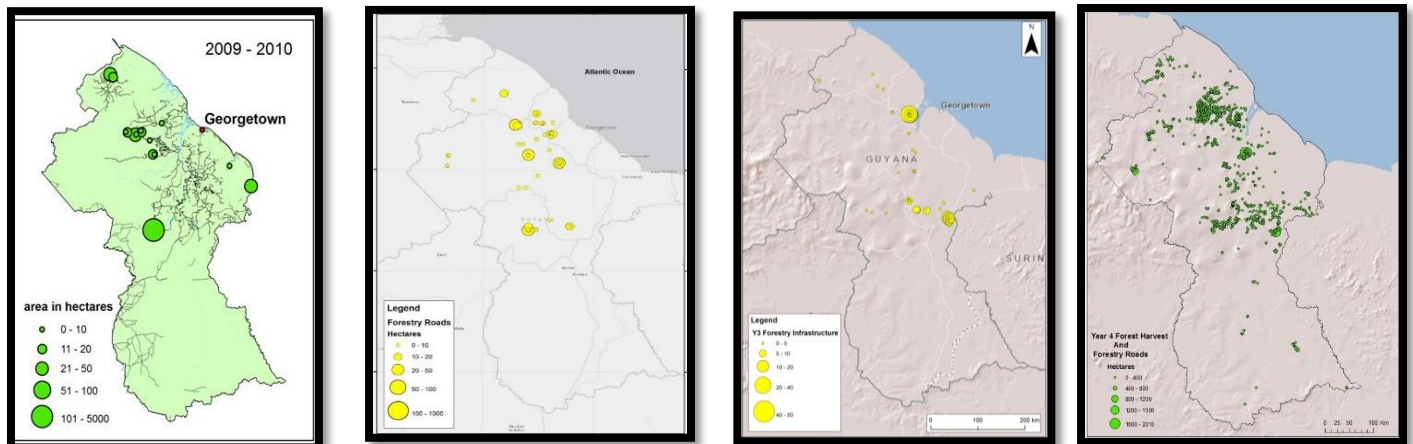 2009 - 2010
Georgetown
area in hectares
0 - 10
11 - 20
21 - 50
51 - 100
101 - 5000
Atlantic Ocean
Georgetown
Legend
Forestry Roads
Hectares
0 - 10
10 - 20
20 - 50
50 - 100
100 - 1000
N
Georgetown
GUYANA
SURIN
Legend
Y3 Forestry Infrastructure
0 - 5
5 - 10
10 - 20
20 - 40
40 - 50
0 100 200 km
Year 4 Forest Harvest
And
Forestry Roads
Hectares
0 - 400
400 - 800
800 - 1200
1200 - 1600
1600 - 2010
0 25 50 100 Km